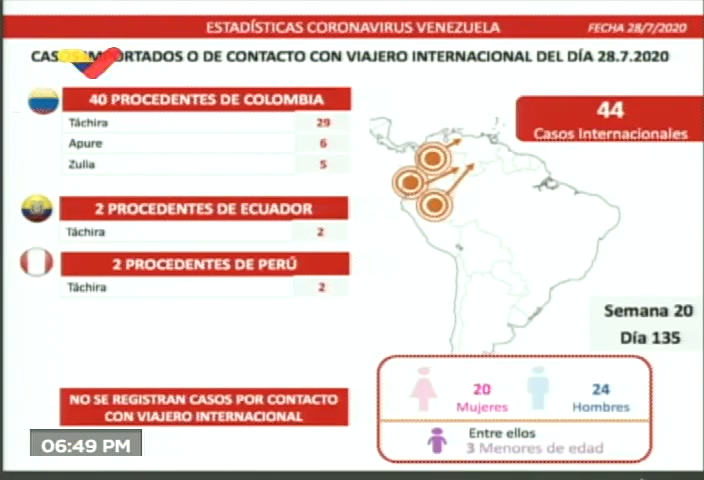 ESTADÍSTICAS CORONAVIRUS VENEZUELA
FECHA 28/7/2020
CASOS IMPORTADOS O DE CONTACTO CON VIAJERO INTERNACIONAL DEL DÍA 28.7.2020
40 PROCEDENTES DE COLOMBIA
Táchira 29
Apure 6
Zulia 5
44
Casos Internacionales
2 PROCEDENTES DE ECUADOR
Táchira 2
2 PROCEDENTES DE PERÚ
Táchira 2
Semana 20
Día 135
NO SE REGISTRAN CASOS POR CONTACTO
CON VIAJERO INTERNACIONAL
20
Mujeres
24
Hombres
Entre ellos
3 Menores de edad
06:49 PM